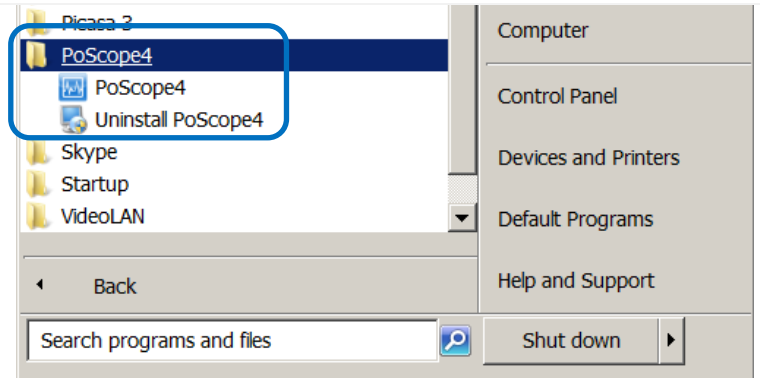 Picasa 3
PoScope4
PoScope4
Uninstall PoScope4
Skype
Startup
VideoLAN
Back
Search programs and files
Computer
Control Panel
Devices and Printers
Default Programs
Help and Support
Shut down